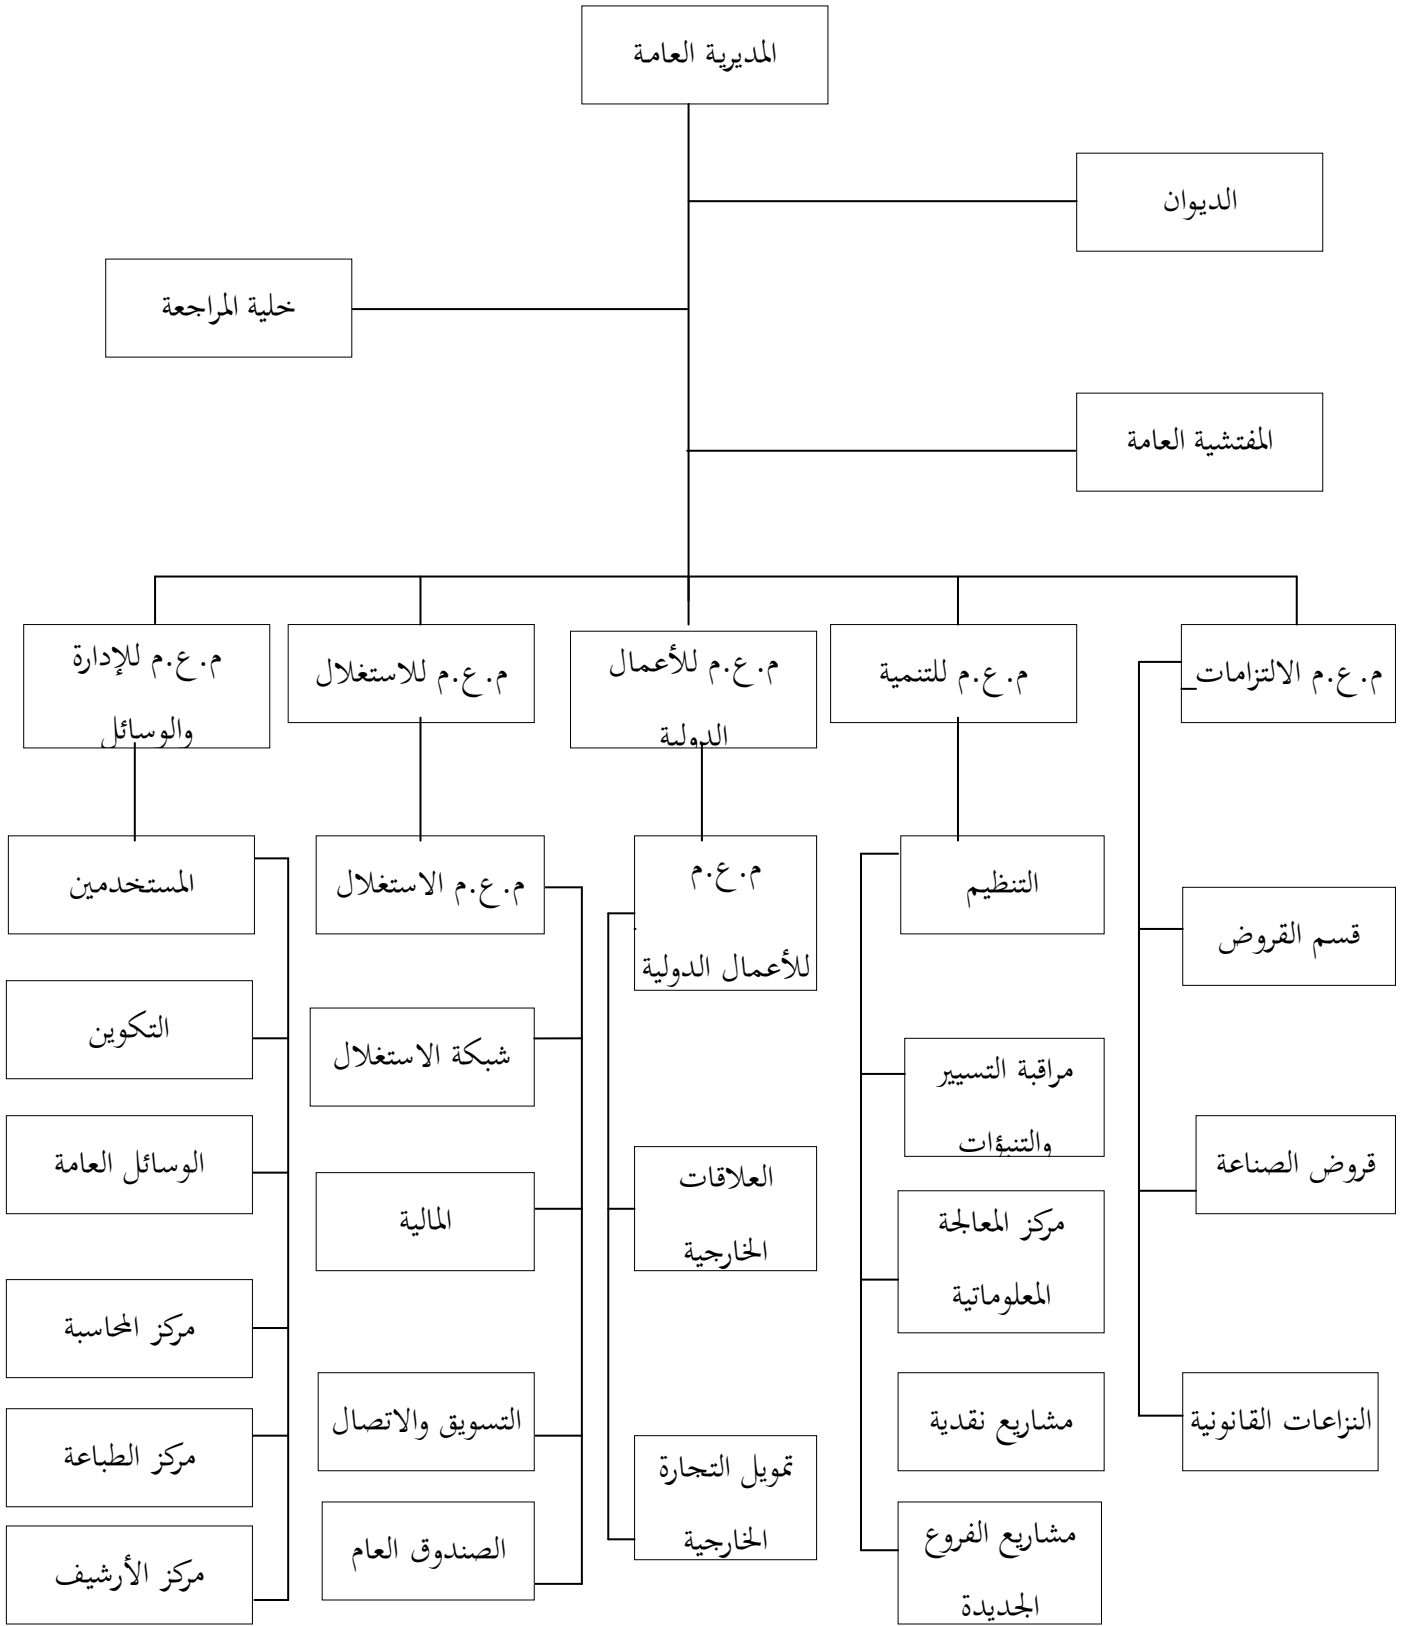 المديرية العامة
الديوان
خلية المراجعة
المفتشية العامة
م.ع.م الالتزامات
م.ع.م للتنمية
م.ع.م للأعمال
الدولية
م.ع.م للاستغلال
م.ع.م للإدارة
والوسائل
التنظيم
م.ع.م
للأعمال الدولية
م.ع.م الاستغلال
المستخدمين
قسم القروض
مراقبة التسيير
والتنبؤات
شبكة الاستغلال
التكوين
قروض الصناعة
مركز المعالجة
المعلوماتية
العلاقات
الخارجية
المالية
الوسائل العامة
مركز المحاسبة
النزاعات القانونية
مشاريع نقدية
تمويل التجارة
الخارجية
التسويق والاتصال
مركز الطباعة
مشاريع الفروع
الجديدة
الصندوق العام
مركز الأرشيف